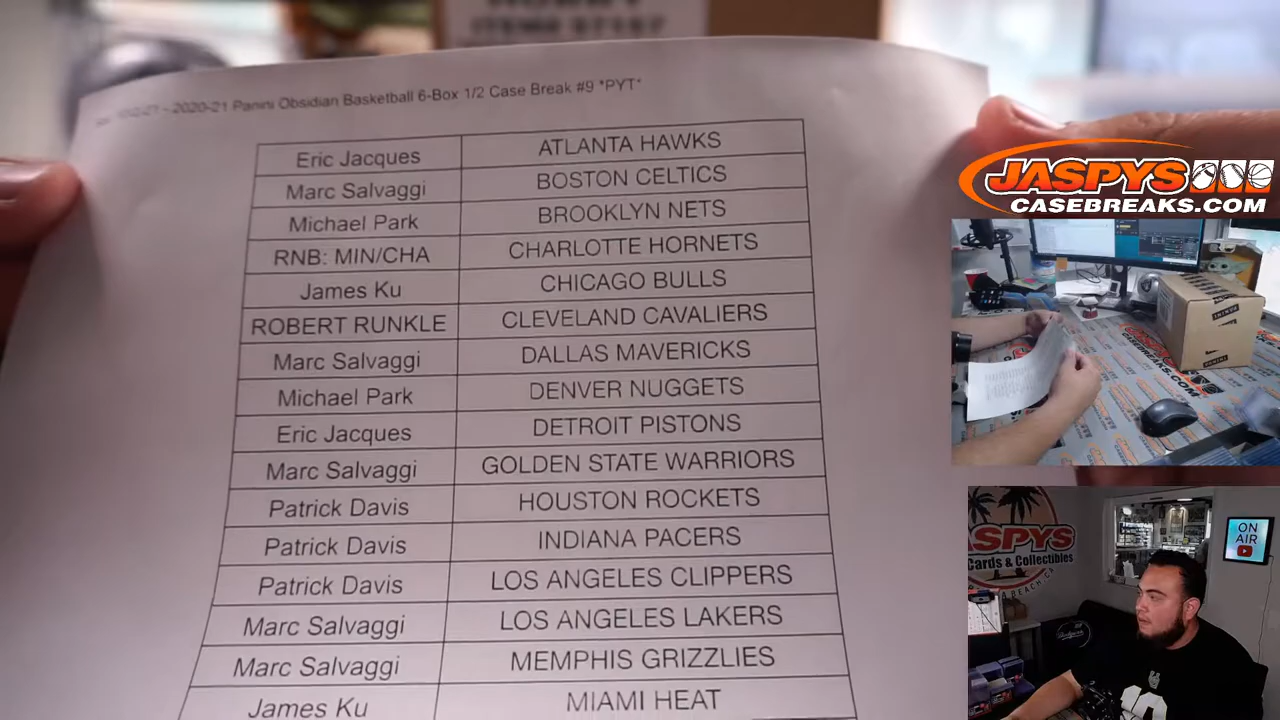 2020-21 Panini Obsidian Basketball 6-Box 1/2 Case Break #9 *PYT*
Eric Jacques ATLANTA HAWKS
Marc Salvaggi BOSTON CELTICS
Michael Park BROOKLYN NETS
RNB: MIN/CHA CHARLOTTE HORNETS
James Ku CHICAGO BULLS
ROBERT RUNKLE CLEVELAND CAVALIERS
Marc Salvaggi DALLAS MAVERICKS
Michael Park DENVER NUGGETS
Eric Jacques DETROIT PISTONS
Marc Salvaggi GOLDEN STATE WARRIORS
Patrick Davis HOUSTON ROCKETS
Patrick Davis INDIANA PACERS
Patrick Davis LOS ANGELES CLIPPERS
Marc Salvaggi LOS ANGELES LAKERS
Marc Salvaggi MEMPHIS GRIZZLIES
James Ku MIAMI HEAT
JASPYS
CASEBREAKS.COM
ON
AIR